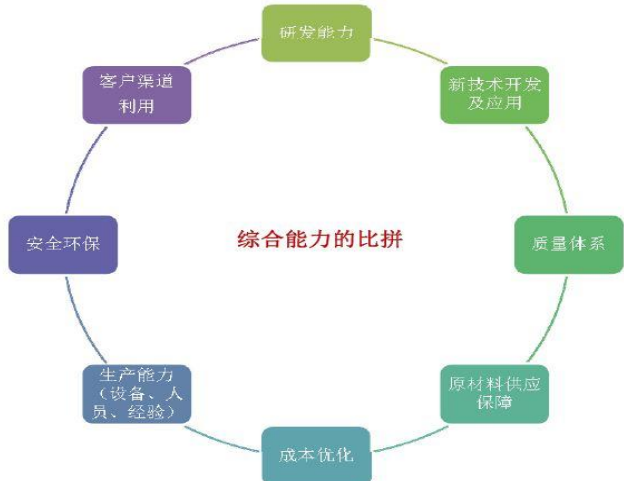 研发能力
新技术开发
及应用
质量体系
原材料供应
保障
成本优化
生产能力
（设备、人
员、经验）
安全环保
客户渠道
利用
综合能力的比拼